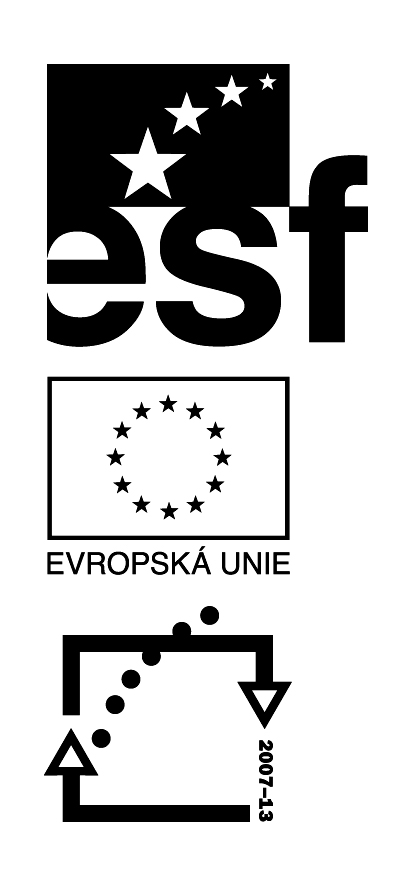 esf
EVROPSKÁ UNIE
2007-13